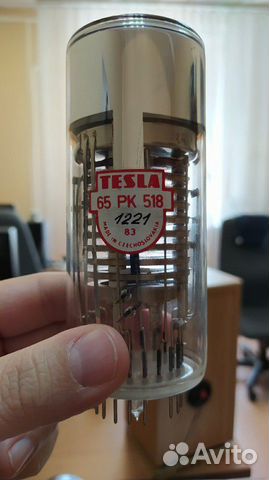 TESLA
65 PK 518
1221
MADE IN CZECHOSLOVAKIA
83
Avito